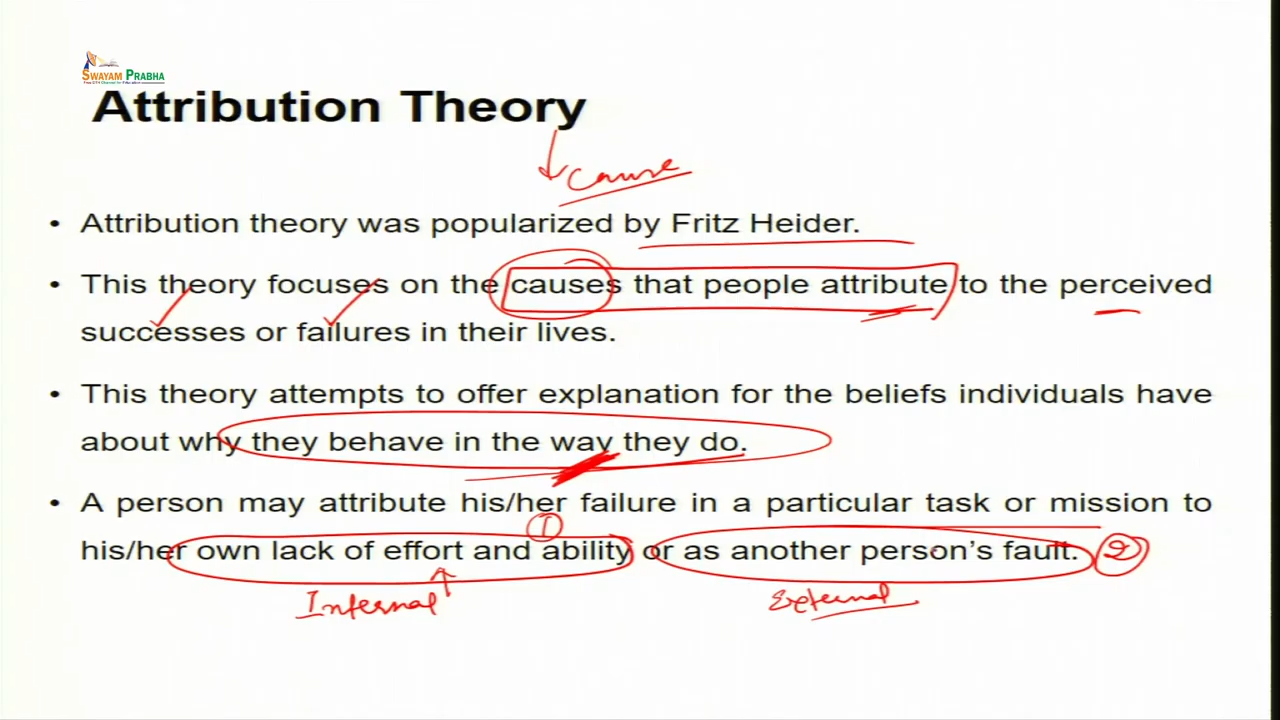 SWAYAM PRABHA
Attribution Theory
cause
• Attribution theory was popularized by Fritz Heider.
• This theory focuses on the causes that people attribute to the perceived
successes or failures in their lives.
• This theory attempts to offer explanation for the beliefs individuals have
about why they behave in the way they do.
• A person may attribute his/her failure in a particular task or mission to
1
his/her own lack of effort and ability or as another person's fault. 2
Internal External